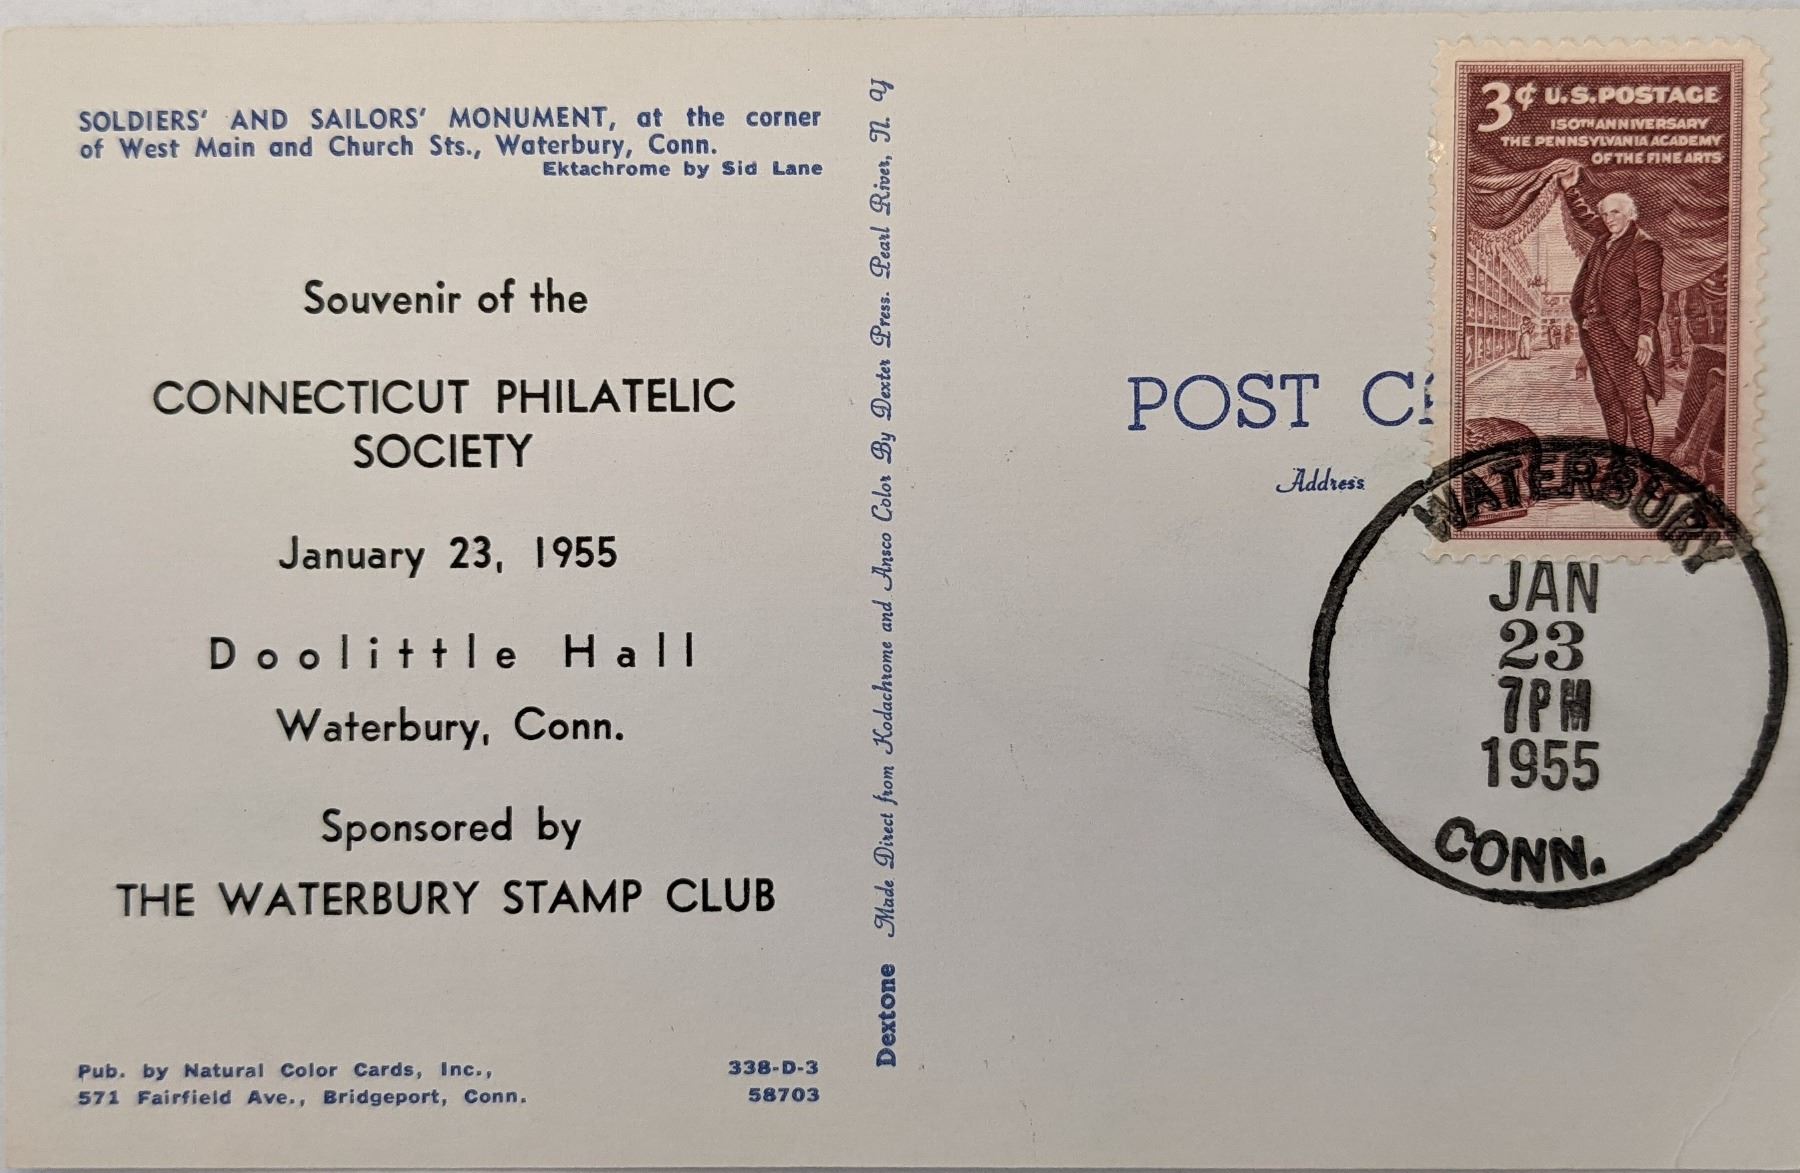 SOLDIERS' AND SAILORS' MONUMENT, at the corner
of West Main and Church Sts., Waterbury, Conn.
Ektachrome by Sid Lane
Souvenir of the
CONNECTICUT PHILATELIC
SOCIETY
January 23, 1955
Doolittle Hall
Waterbury, Conn.
Sponsored by
THE WATERBURY STAMP CLUB
Pub. by Natural Color Cards, Inc.,
571 Fairfield Ave., Bridgeport, Conn.
338-D-3
58703
Dextone Made Direct from Kodachrome and Ansco Color By Dexter Press. Pearl River, N. Y
POST C
Address
3¢ U.S. POSTAGE
150TH ANNIVERSARY
THE PENNSYLVANIA ACADEMY
OF THE FINE ARTS
WATERBURY
JAN
23
7PM
1955
CONN.